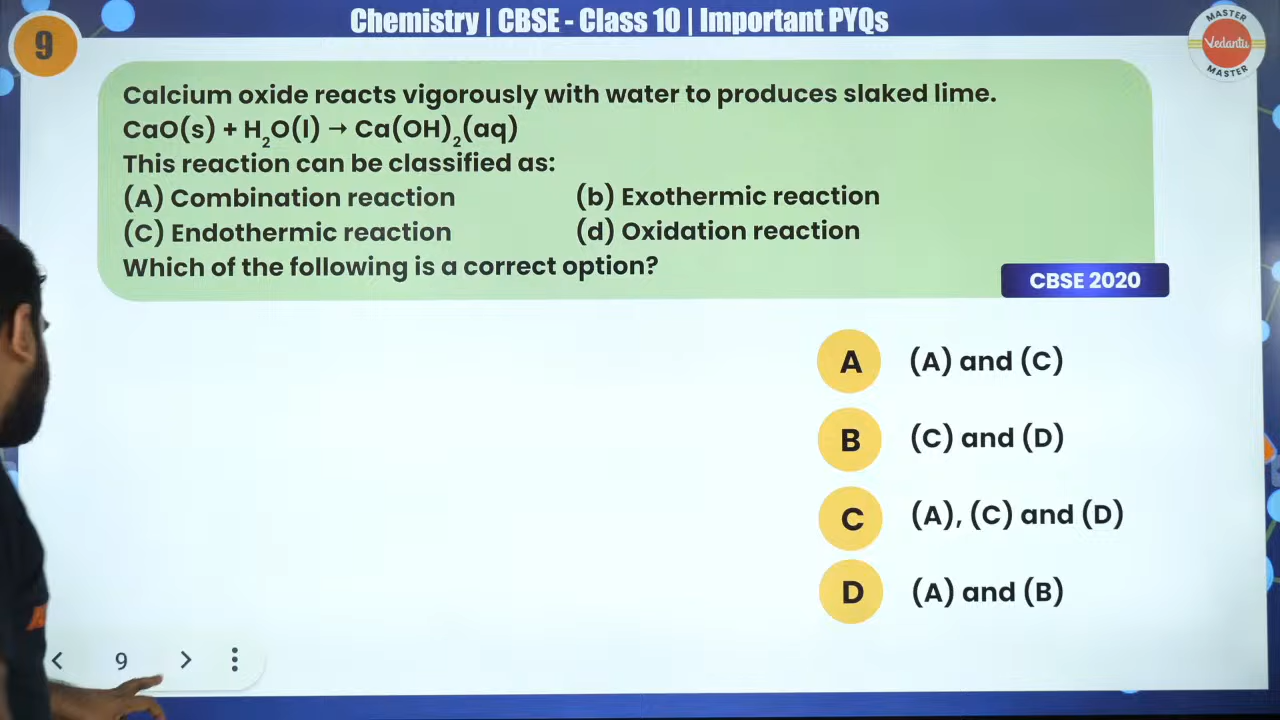 Chemistry | CBSE - Class 10 | Important PYQs
9
MASTER
Vedantu
MASTER
Calcium oxide reacts vigorously with water to produces slaked lime.
CaO(s) + H₂O(l) → Ca(OH)₂(aq)
This reaction can be classified as:
(A) Combination reaction (b) Exothermic reaction
(C) Endothermic reaction (d) Oxidation reaction
Which of the following is a correct option?
CBSE 2020
A (A) and (C)
B (C) and (D)
C (A), (C) and (D)
D (A) and (B)
< 9 >